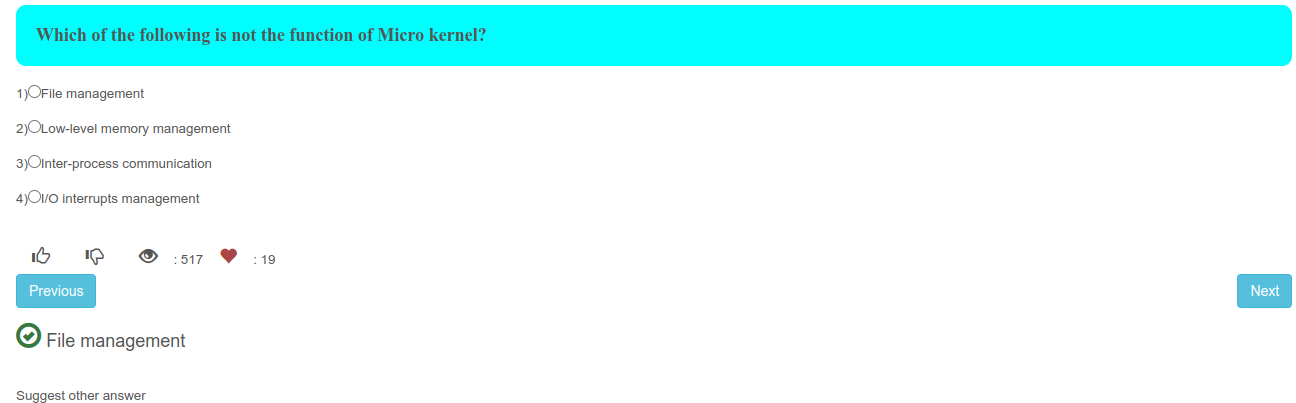 Which of the following is not the function of Micro kernel?
1)File management
2)Low-level memory management
3)Inter-process communication
4)I/O interrupts management
: 517 : 19
Previous Next
File management
Suggest other answer